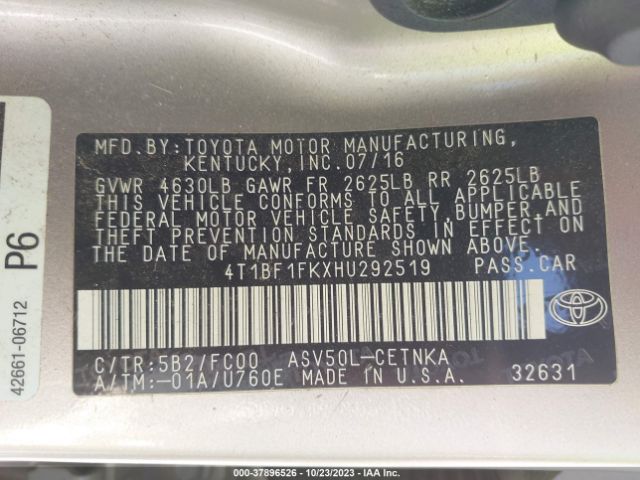 MFD. BY: TOYOTA MOTOR MANUFACTURING,
KENTUCKY, INC. 07/16
GVWR 4630LB GAWR FR 2625LB RR 2625LB
THIS VEHICLE CONFORMS TO ALL APPLICABLE
FEDERAL MOTOR VEHICLE SAFETY, BUMPER, AND
THEFT PREVENTION STANDARDS IN EFFECT ON
THE DATE OF MANUFACTURE SHOWN ABOVE.
4T1BF1FKXHU292519 PASS. CAR
C/TR: 5B2/FC00 ASV50L-CETNKA
A/TM: -01A/U760E MADE IN U.S.A. 32631
P6
42661-06712
000-37896526 - 10/23/2023 - IAAI.COM